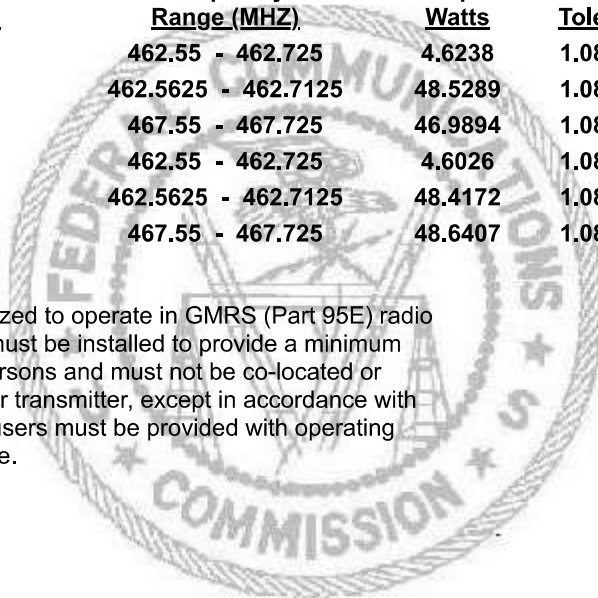 Range (MHZ) Watts
462.55 - 462.725 4.6238 1.08
462.5625 - 462.7125 48.5289 1.08
467.55 - 467.725 46.9894 1.08
462.55 - 462.725 4.6026 1.08
462.5625 - 462.7125 48.4172 1.08
467.55 - 467.725 48.6407 1.08
zed to operate in GMRS (Part 95E) radio
must be installed to provide a minimum
rsons and must not be co-located or
r transmitter, except in accordance with
users must be provided with operating
e.
FEDERAL COMMUNICATIONS
COMMISSION